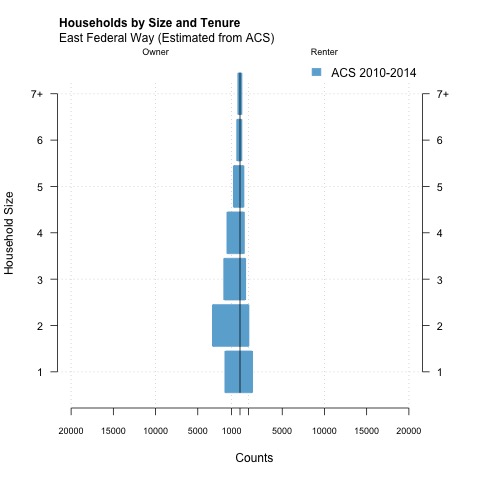 Households by Size and Tenure
East Federal Way (Estimated from ACS)
Owner Renter
ACS 2010-2014
7+ 7+
6 6
5 5
4 4
3 3
2 2
1 1
Household Size
20000 15000 10000 5000 1000 5000 10000 15000 20000
Counts